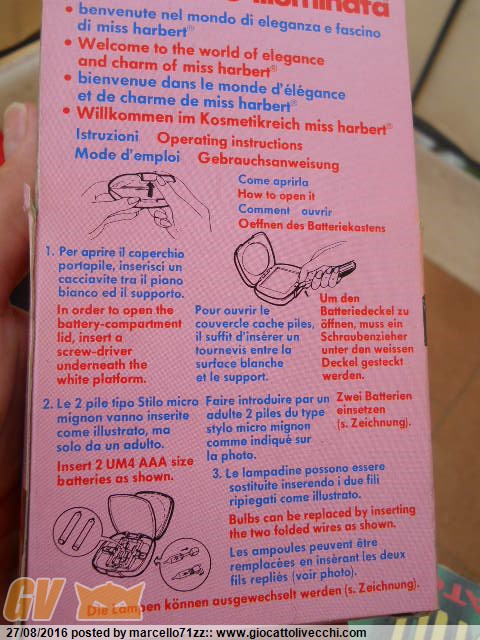 illuminata
• benvenute nel mondo di eleganza e fascino
di miss harbert®
• Welcome to the world of elegance
and charm of miss harbert®
• bienvenue dans le monde d'élégance
et de charme de miss harbert®
• Willkommen im Kosmetikreich miss harbert®
Istruzioni Operating instructions
Mode d'emploi Gebrauchsanweisung
Come aprirla
How to open it
Comment ouvrir
Oeffnen des Batteriekastens
1. Per aprire il coperchio
portapile, inserisci un
cacciavite tra il piano
bianco ed il supporto.
In order to open the
battery-compartment
lid, insert a
screw-driver
underneath the
white platform.
Pour ouvrir le
couvercle cache piles,
il suffit d'insérer un
tournevis entre la
surface blanche
et le support.
Um den
Batteriedeckel zu
öffnen, muss ein
Schraubenzieher
unter den weissen
Deckel gesteckt
werden.
2. Le 2 pile tipo Stilo micro
mignon vanno inserite
come illustrato, ma
solo da un adulto.
Insert 2 UM4 AAA size
batteries as shown.
Faire introduire par un
adulte 2 piles du type
stylo micro mignon
comme indiqué sur
la photo.
Zwei Batterien
einsetzen
(s. Zeichnung).
3. Le lampadine possono essere
sostituite inserendo i due fili
ripiegati come illustrato.
Bulbs can be replaced by inserting
the two folded wires as shown.
Les ampoules peuvent être
remplacées en insèrant les deux
fils repliés (voir photo).
Die Lampen können ausgewechselt werden (s. Zeichnung).
GV
27/08/2016 posted by marcello71zz:: www.giocattolivecchi.com